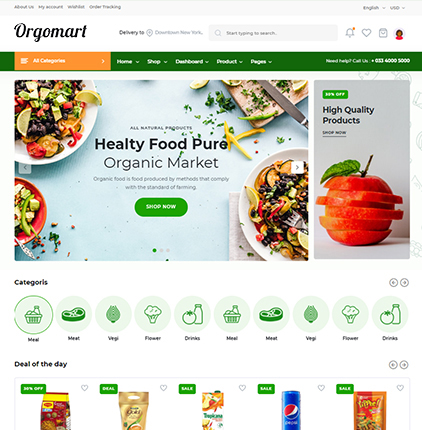 About Us My account Wishlist Order Tracking English USD
Orgomart
Delivery to Downtown New York, Start typing to search..
All Categories Home Shop Dashboard Product Pages Need help? Call Us: + 033 4000 5000
ALL NATURAL PRODUCTS
Healty Food Pure
Organic Market
Organic food is food produced by methods that comply
with the standard of farming.
SHOP NOW
30% OFF
High Quality
Products
SHOP NOW
Categoris
Meal Meat Vegi Flower Drinks Meal Meat Vegi Flower Drinks
Deal of the day
30% OFF DEAL SALE SALE SALE
Tropicana
pepsi